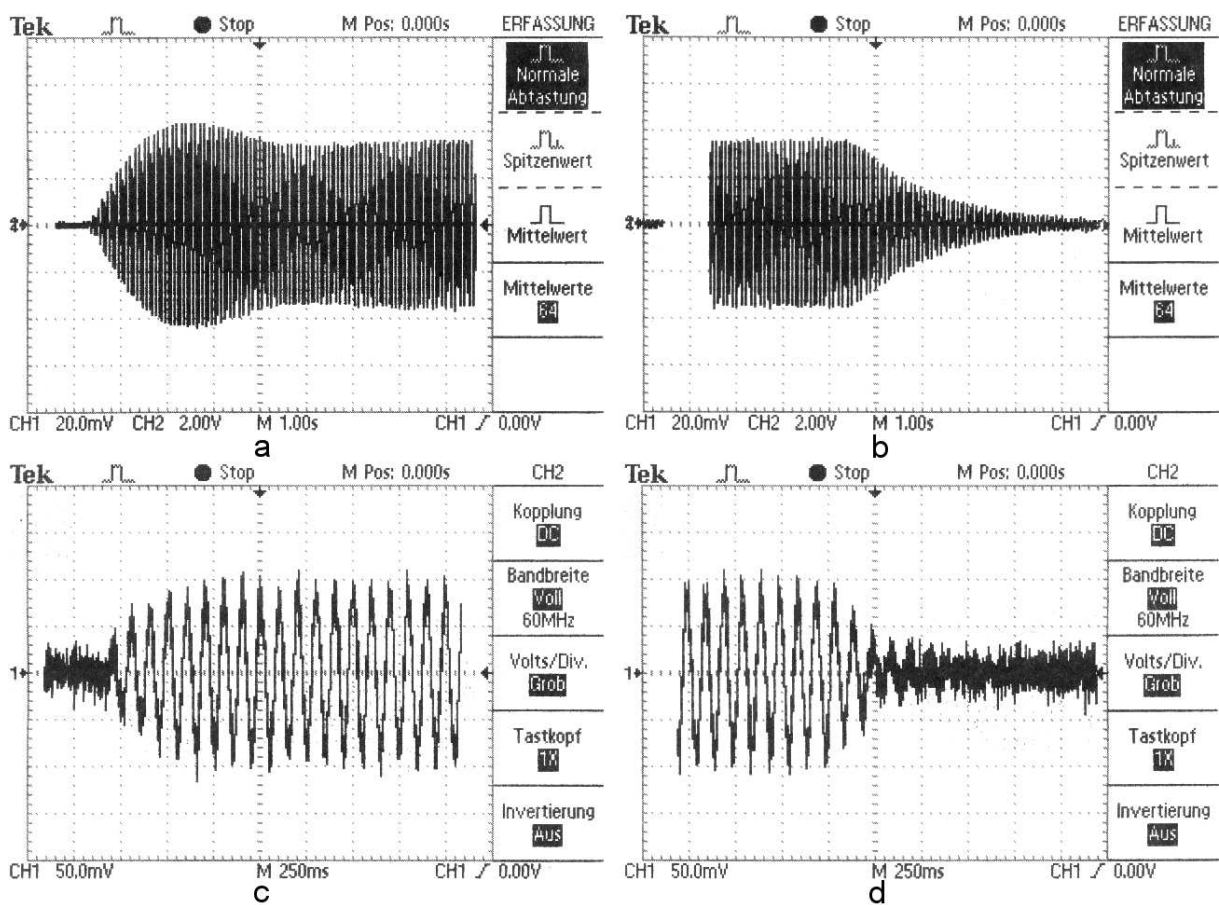 Tek Stop M Pos: 0.000s ERFASSUNG
Normale
Abtastung
Spitzenwert
Mittelwert
Mittelwerte
64
CH1 20.0mV CH2 2.00V M 1.00s CH1 0.00V
a
Tek Stop M Pos: 0.000s ERFASSUNG
Normale
Abtastung
Spitzenwert
Mittelwert
Mittelwerte
64
CH1 20.0mV CH2 2.00V M 1.00s CH1 0.00V
b
Tek Stop M Pos: 0.000s CH2
Kopplung
DC
Bandbreite
Voll
60MHz
Volts/Div.
Grob
Tastkopf
1X
Invertierung
Aus
1
CH1 50.0mV M 250ms CH1 0.00V
c
Tek Stop M Pos: 0.000s CH2
Kopplung
DC
Bandbreite
Voll
60MHz
Volts/Div.
Grob
Tastkopf
1X
Invertierung
Aus
1
CH1 50.0mV M 250ms CH1 0.00V
d